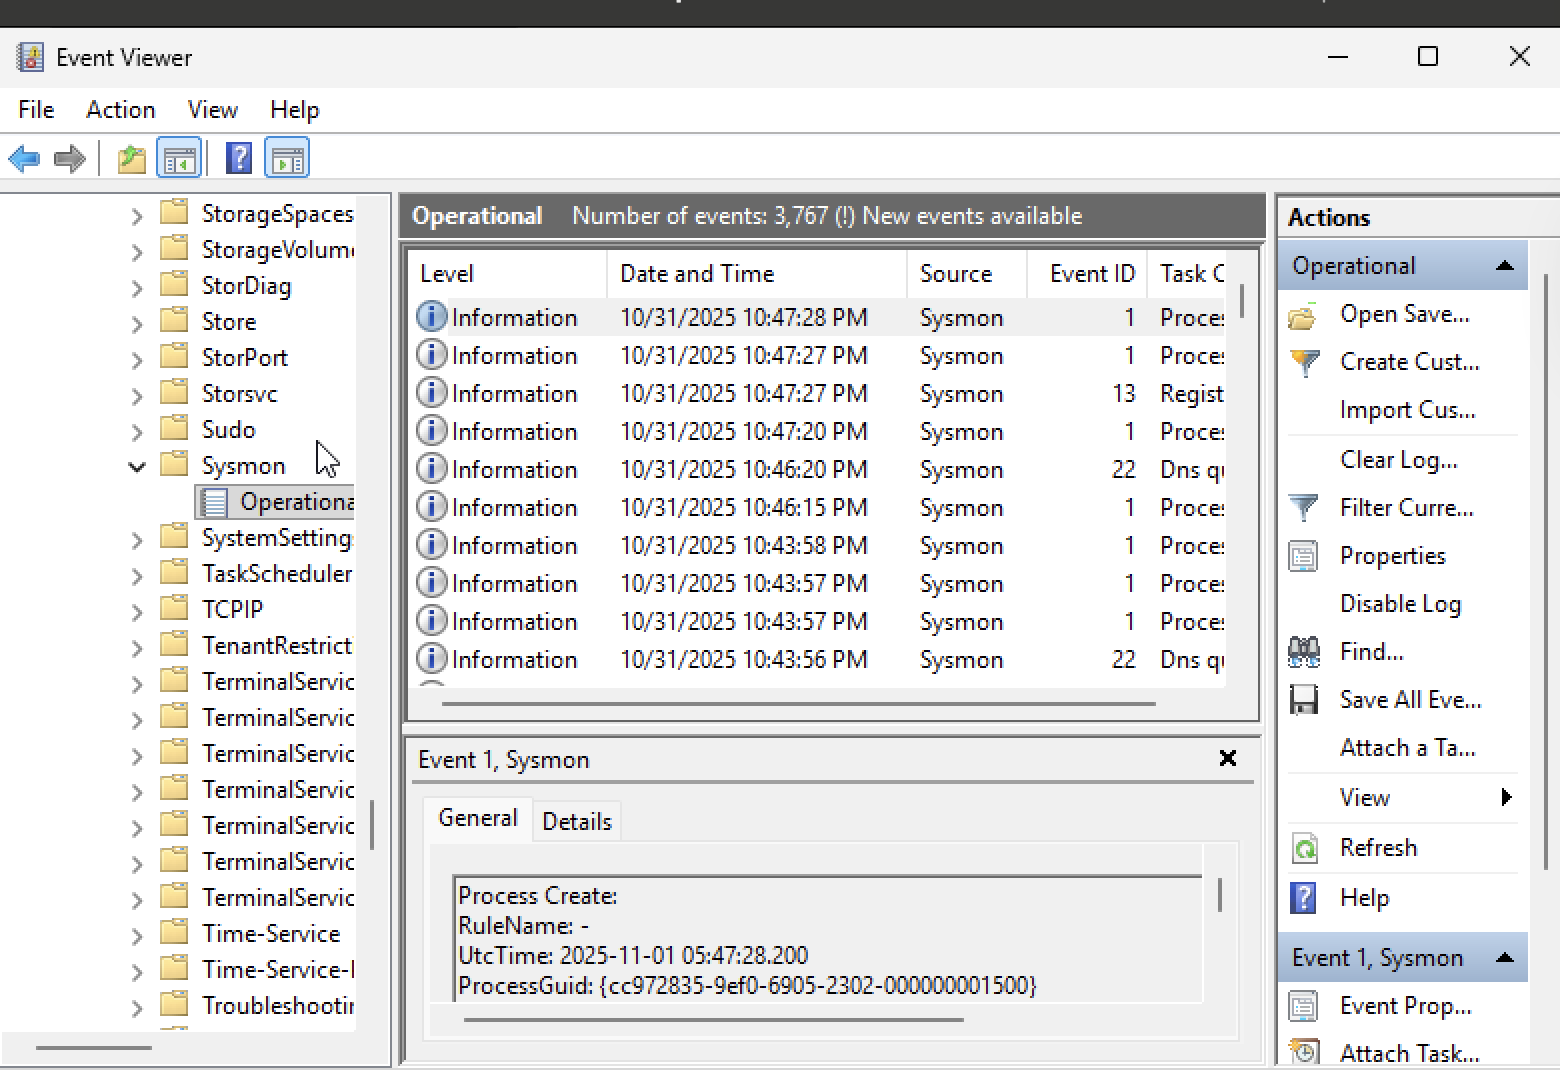 Event Viewer
File Action View Help
StorageSpaces
StorageVolum
StorDiag
Store
StorPort
Storsvc
Sudo
Sysmon
Operationa
SystemSetting
TaskScheduler
TCPIP
TenantRestrict
TerminalServic
TerminalServic
TerminalServic
TerminalServic
TerminalServic
TerminalServic
TerminalServic
Time-Service
Time-Service-
Troubleshootin
Operational Number of events: 3,767 (!) New events available
Level Date and Time Source Event ID Task C
Information 10/31/2025 10:47:28 PM Sysmon 1 Proces
Information 10/31/2025 10:47:27 PM Sysmon 1 Proces
Information 10/31/2025 10:47:27 PM Sysmon 13 Regist
Information 10/31/2025 10:47:20 PM Sysmon 1 Proces
Information 10/31/2025 10:46:20 PM Sysmon 22 Dns qu
Information 10/31/2025 10:46:15 PM Sysmon 1 Proces
Information 10/31/2025 10:43:58 PM Sysmon 1 Proces
Information 10/31/2025 10:43:57 PM Sysmon 1 Proces
Information 10/31/2025 10:43:57 PM Sysmon 1 Proces
Information 10/31/2025 10:43:56 PM Sysmon 22 Dns qu
Event 1, Sysmon
General Details
Process Create:
RuleName: -
UtcTime: 2025-11-01 05:47:28.200
ProcessGuid: {cc972835-9ef0-6905-2302-000000001500}
Actions
Operational
Open Save...
Create Cust...
Import Cus...
Clear Log...
Filter Curre...
Properties
Disable Log
Find...
Save All Eve...
Attach a Ta...
View
Refresh
Help
Event 1, Sysmon
Event Prop...
Attach Task...